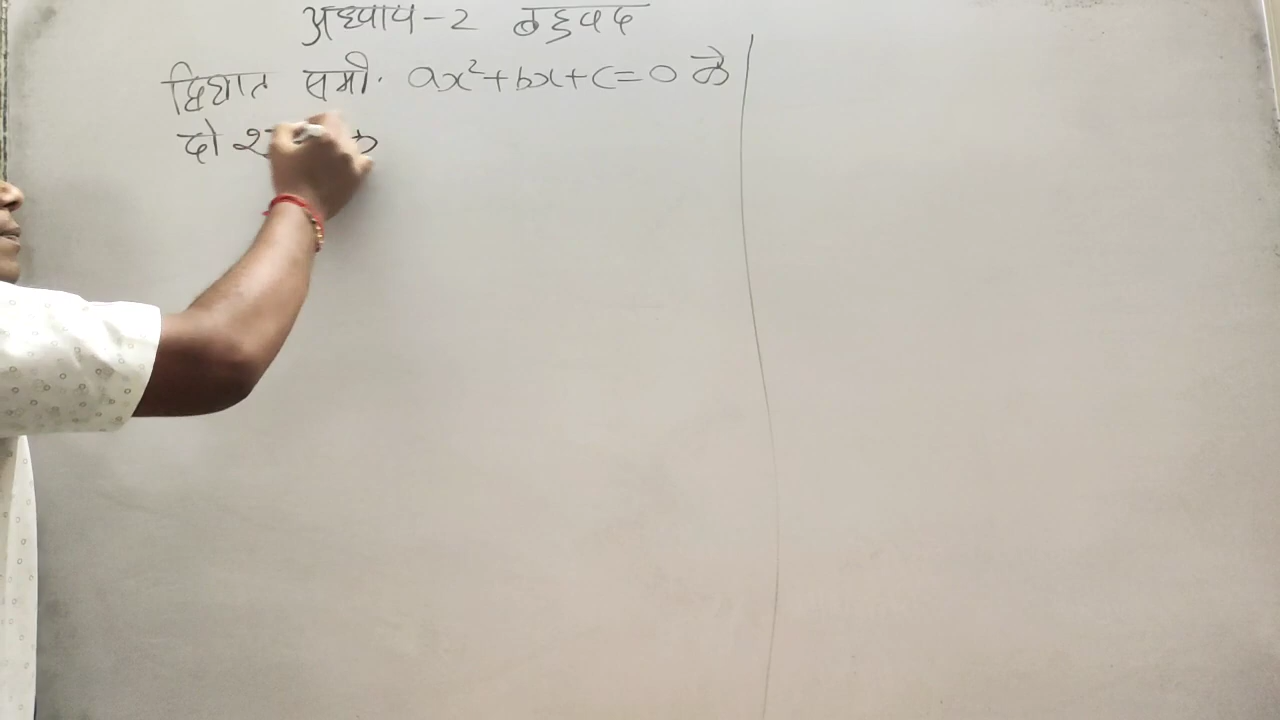 अध्याय-2 बहुपद
द्विघात समी. ax²+bx+c=0 के
दो